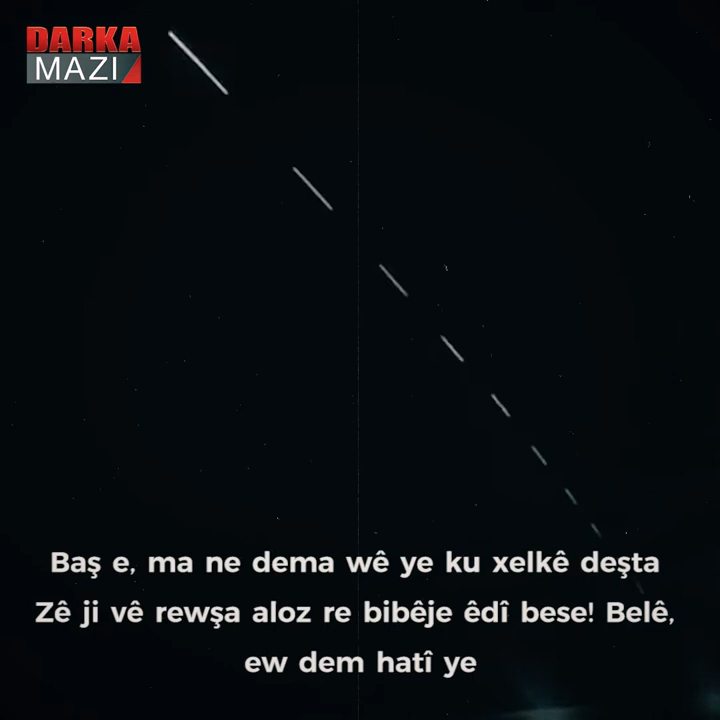 DARKA
MAZI
Baş e, ma ne dema wê ye ku xelkê deşta
Zê ji vê rewşa aloz re bibêje êdî bese! Belê,
ew dem hatî ye